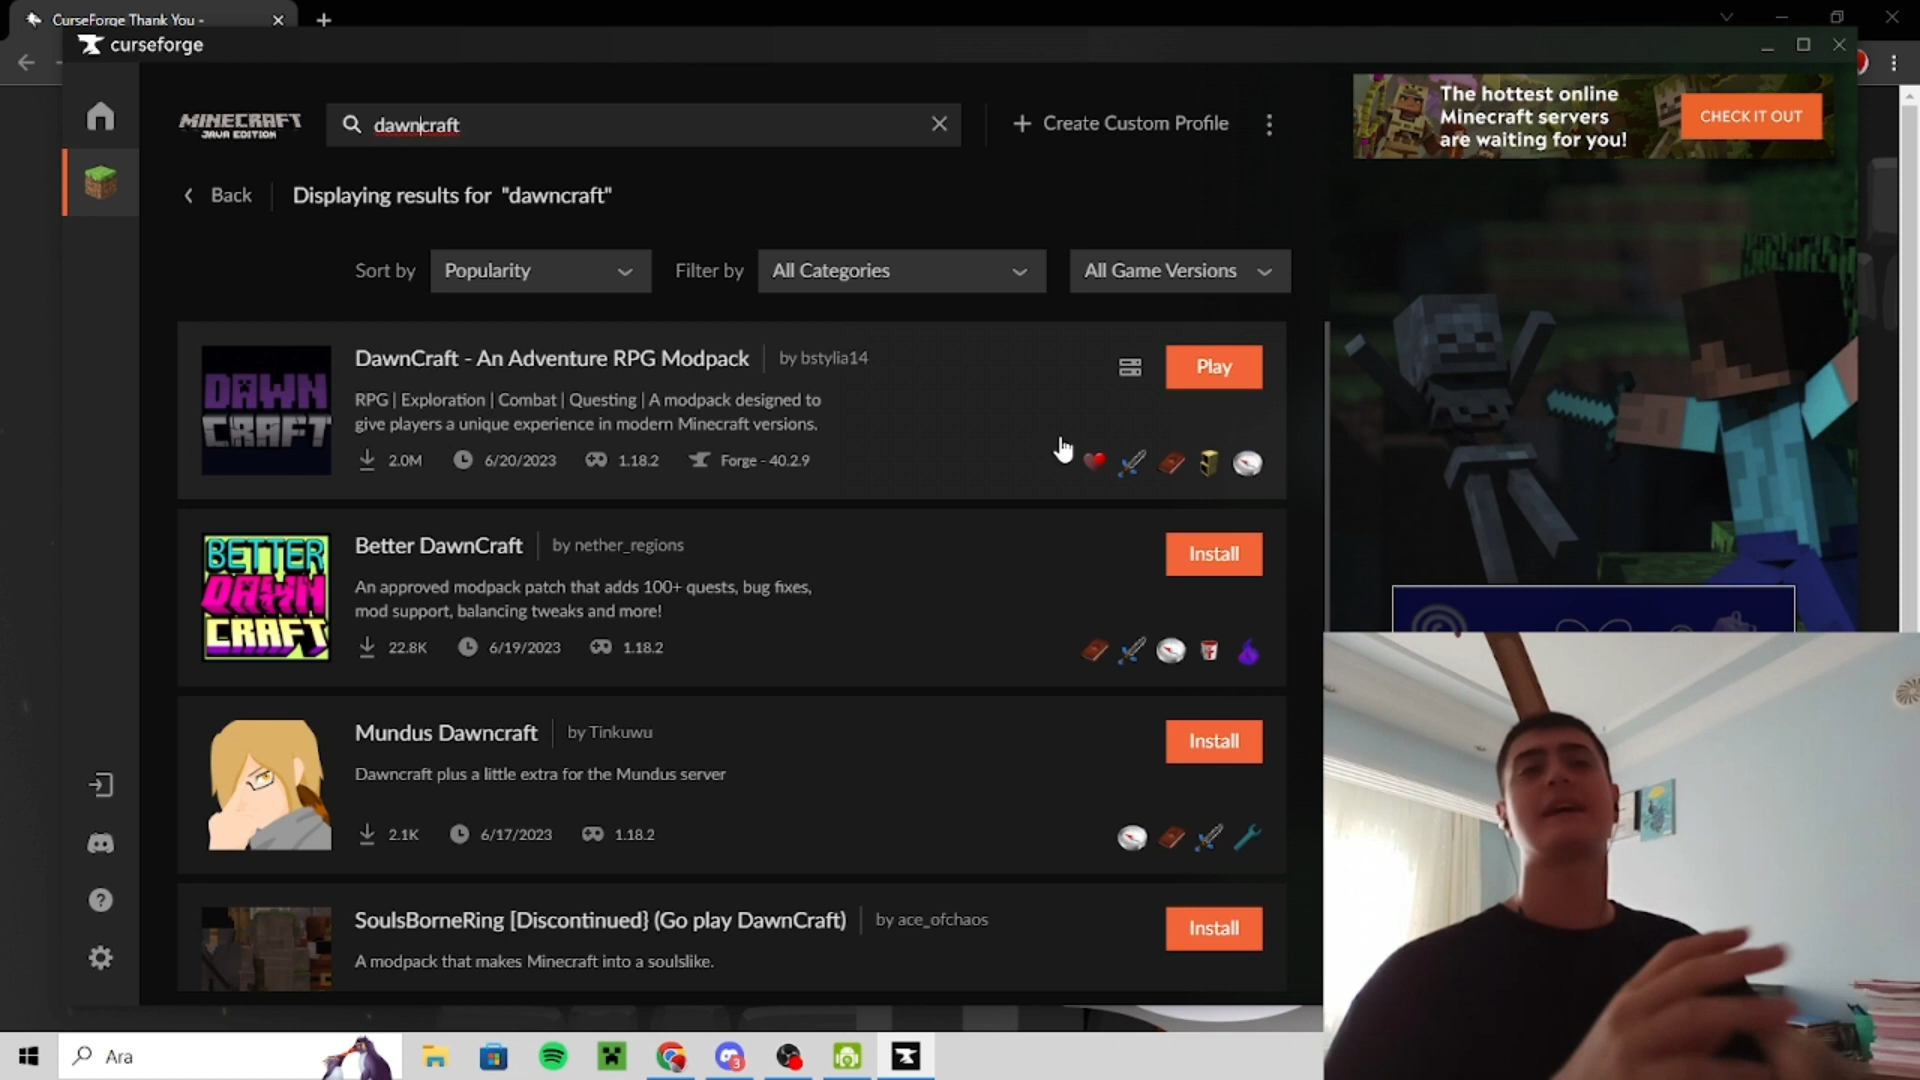 CurseForge Thank You -
curseforge
MINECRAFT
JAVA EDITION
dawncraft
Create Custom Profile
The hottest online
Minecraft servers
are waiting for you!
CHECK IT OUT
Back
Displaying results for "dawncraft"
Sort by
Popularity
Filter by
All Categories
All Game Versions
DAWN
CRAFT
DawnCraft - An Adventure RPG Modpack
by bstylia14
RPG | Exploration | Combat | Questing | A modpack designed to
give players a unique experience in modern Minecraft versions.
2.0M
6/20/2023
1.18.2
Forge - 40.2.9
Play
BETTER
DAWN
CRAFT
Better DawnCraft
by nether_regions
An approved modpack patch that adds 100+ quests, bug fixes,
mod support, balancing tweaks and more!
22.8K
6/19/2023
1.18.2
Install
Mundus Dawncraft
by Tinkuwu
Dawncraft plus a little extra for the Mundus server
2.1K
6/17/2023
1.18.2
Install
SoulsBorneRing [Discontinued} (Go play DawnCraft)
by ace_ofchaos
A modpack that makes Minecraft into a soulslike.
Install
Ara
3